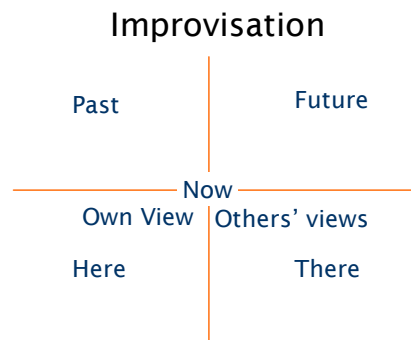 Improvisation
Past
Future
Now
Own View
Others’ views
Here
There